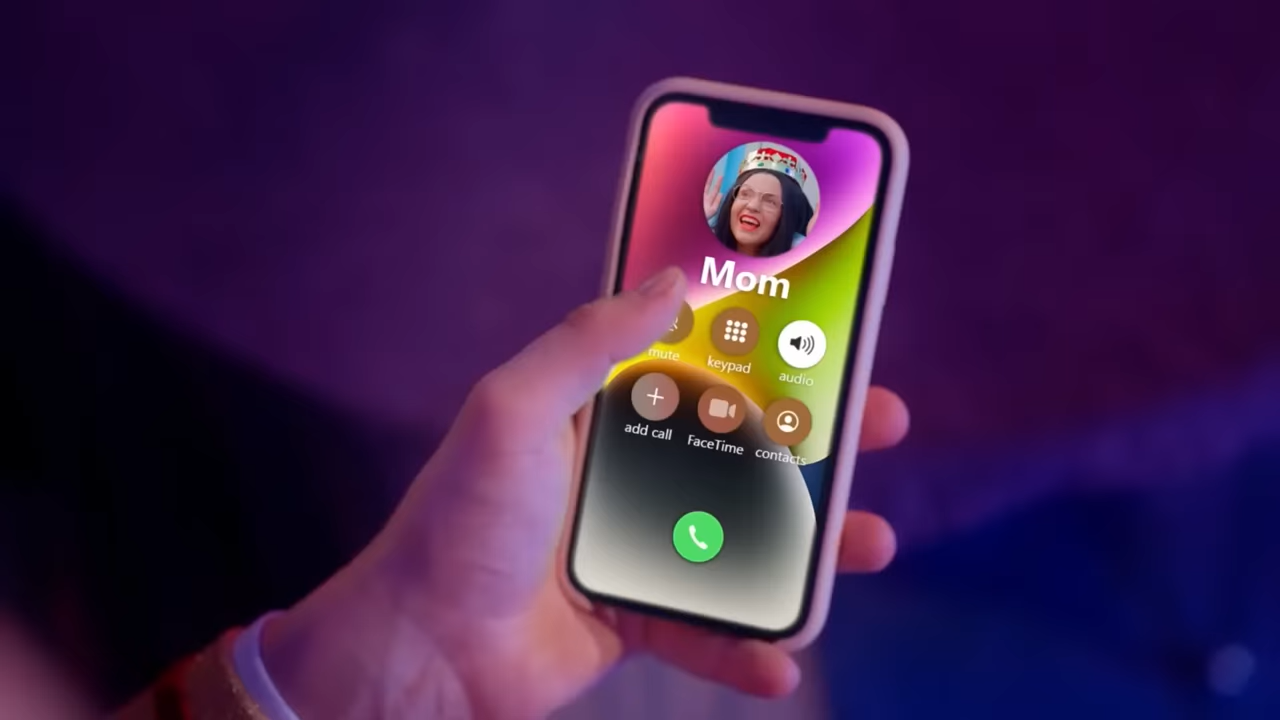 Mom
mute
keypad
audio
add call
FaceTime
contacts